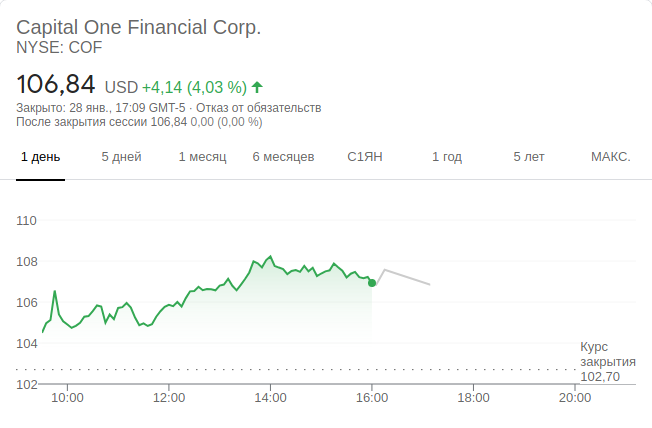 Capital One Financial Corp.
NYSE: COF
106,84 USD +4,14 (4,03 %)
Закрыто: 28 янв., 17:09 GMT-5 · Отказ от обязательств
После закрытия сессии 106,84 0,00 (0,00 %)
1 день 5 дней 1 месяц 6 месяцев С1ЯН 1 год 5 лет МАКС.
110
108
106
104
Курс
закрытия
102,70
102
10:00 12:00 14:00 16:00 18:00 20:00